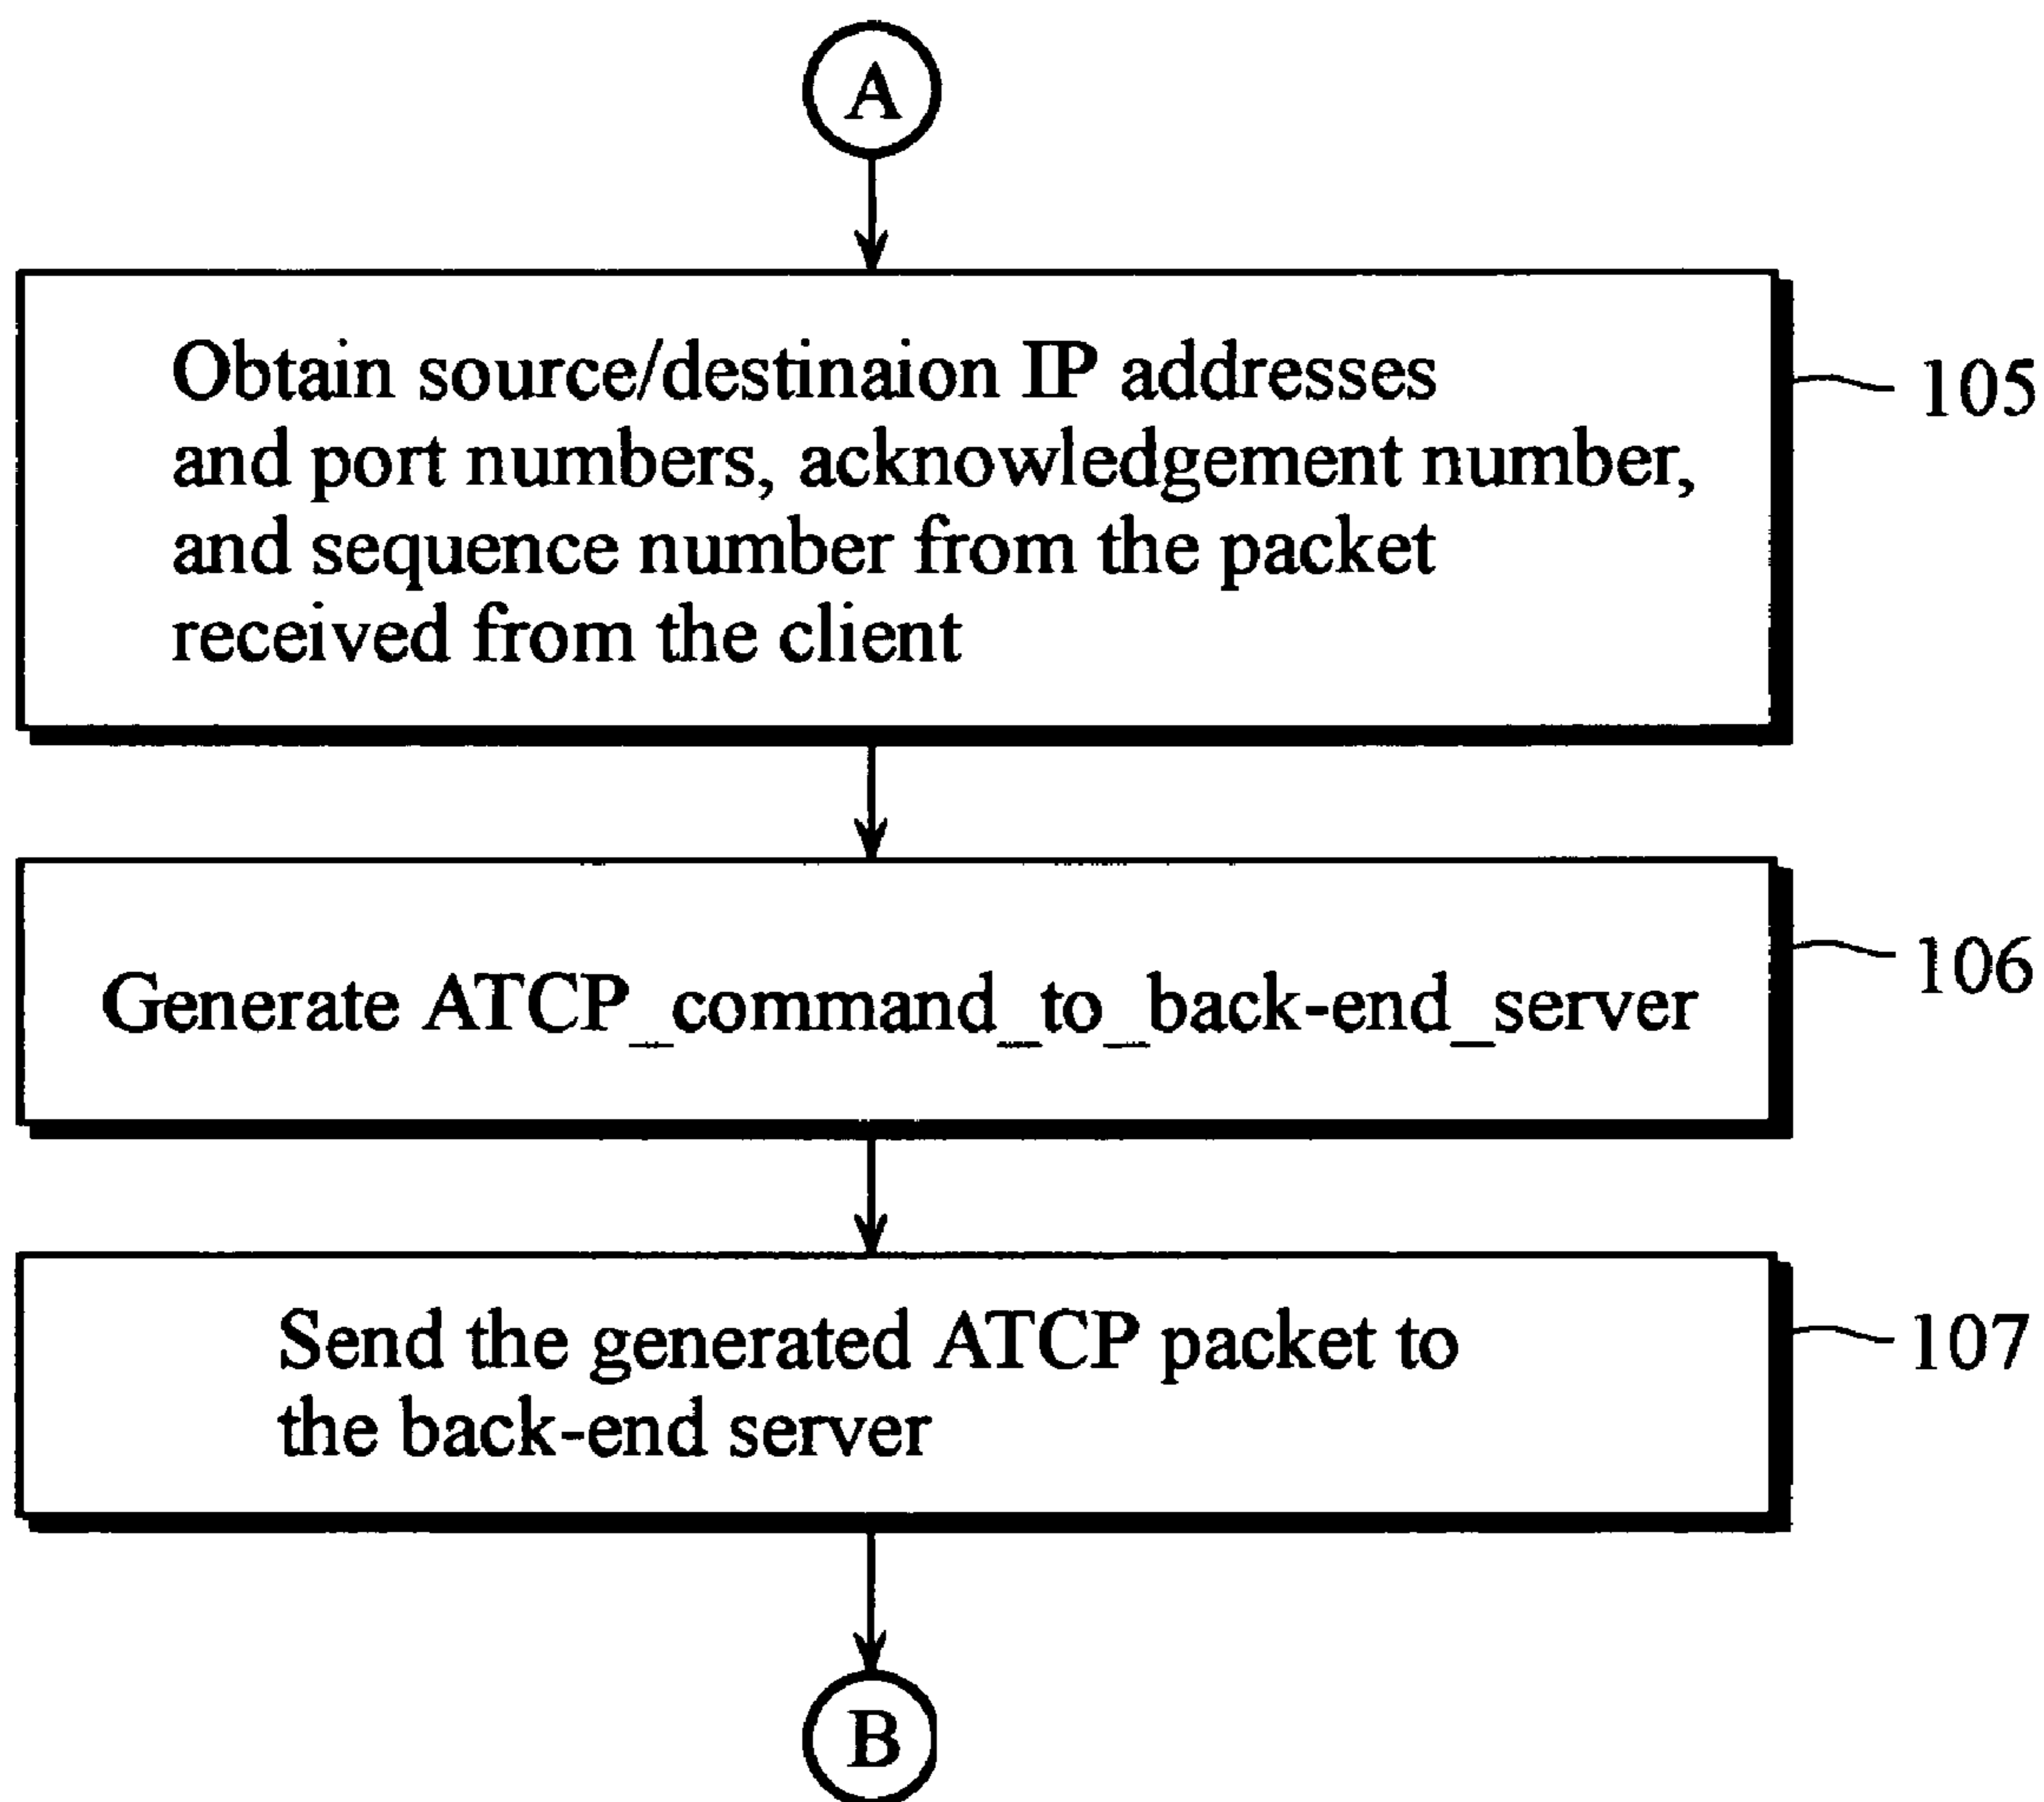 A
Obtain source/destinaion IP addresses
and port numbers, acknowledgement number,
and sequence number from the packet
received from the client
105
Generate ATCP_command_to_back-end_server
106
Send the generated ATCP packet to
the back-end server
107
B